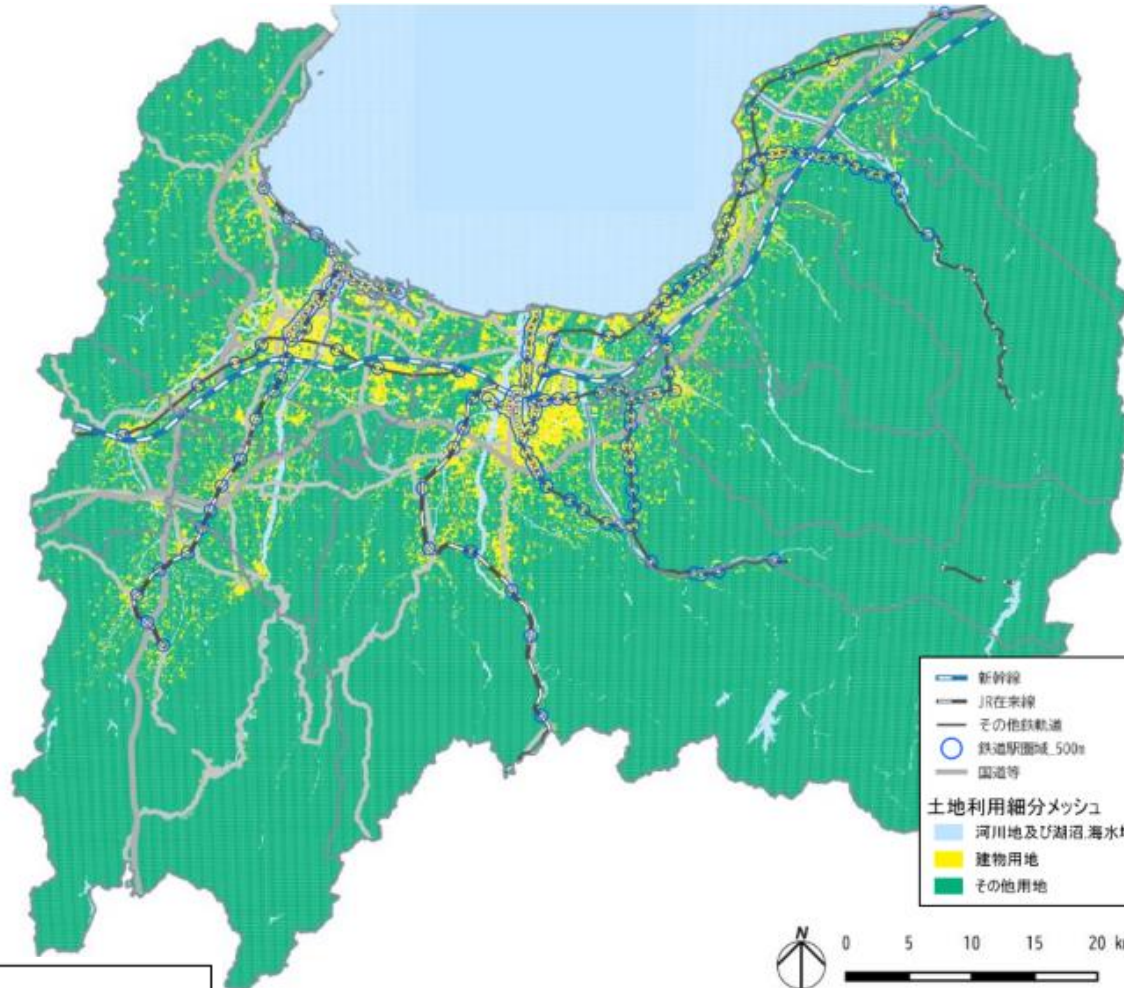 新幹線
JR在来線
その他鉄軌道
鉄道駅圏域_500m
国道等
土地利用細分メッシュ
河川地及び湖沼,海水
建物用地
その他用地
N
0 5 10 15 20 km